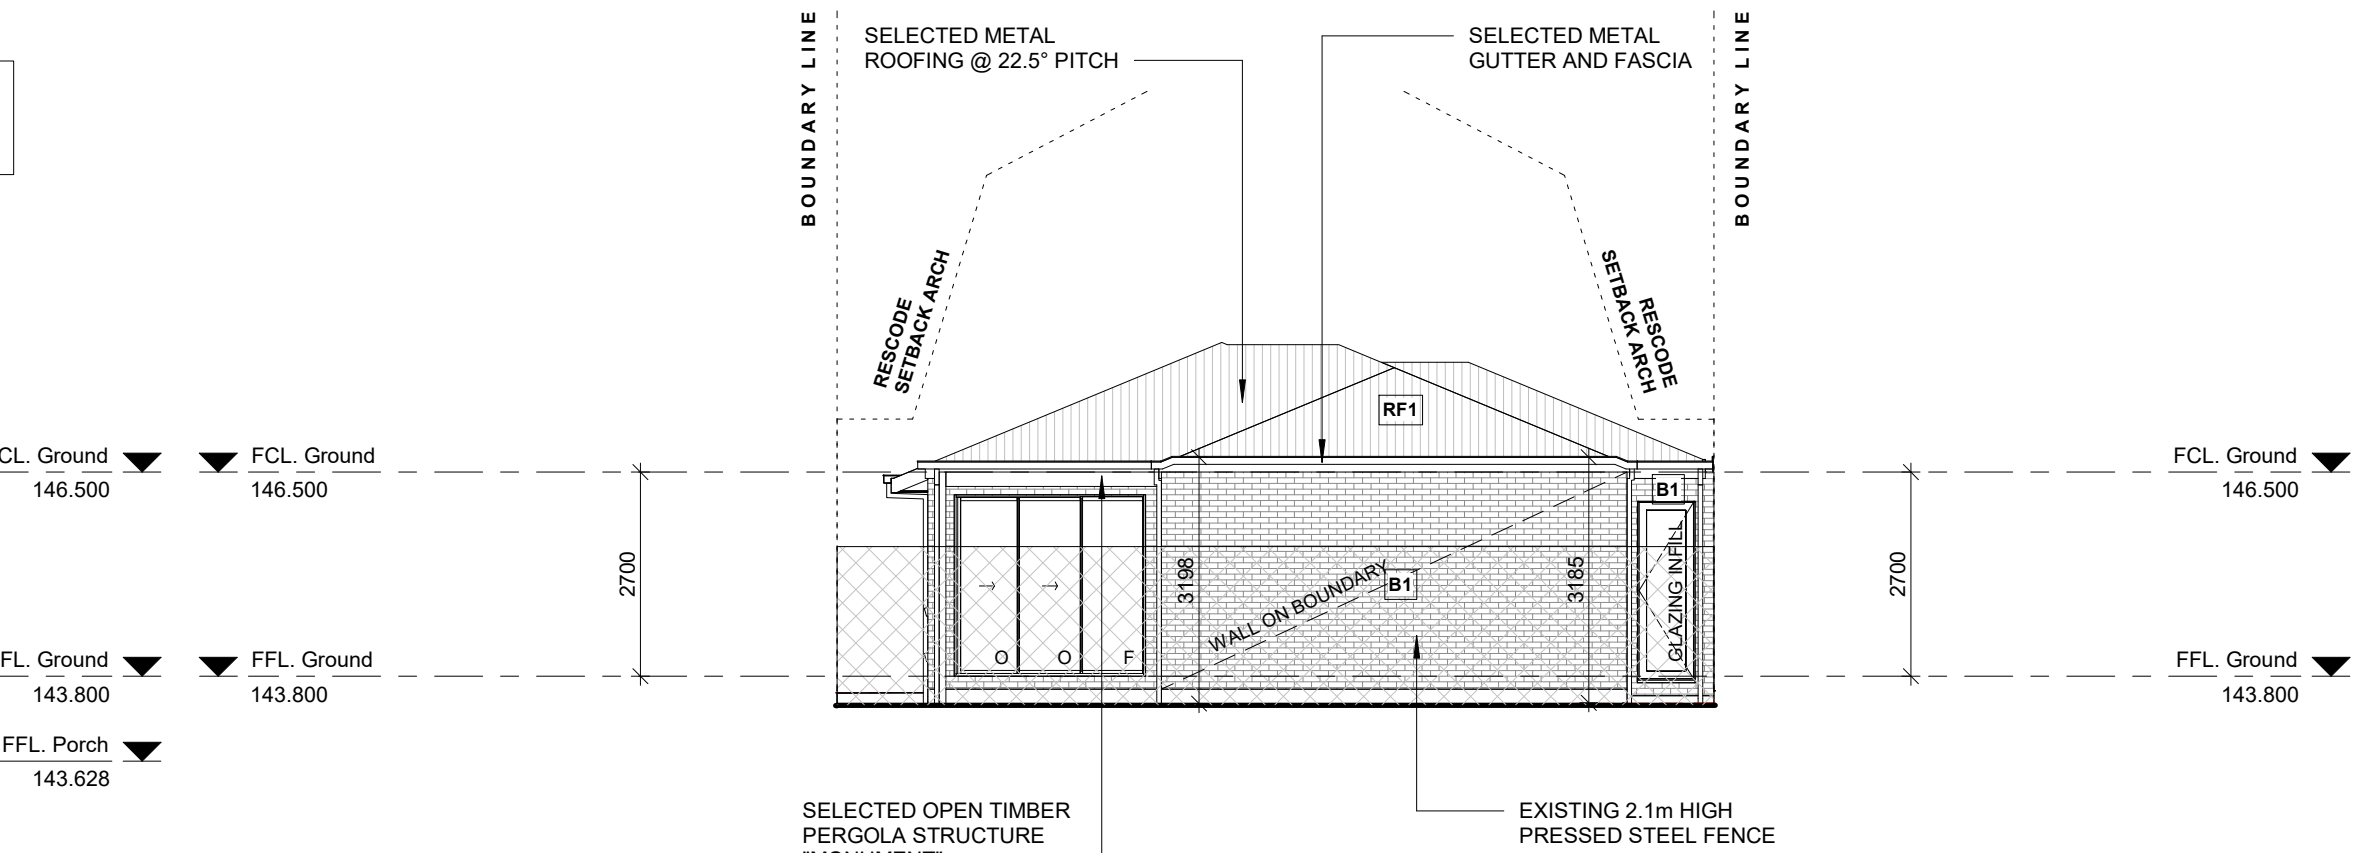 BOUNDARY LINE
SELECTED METAL
ROOFING @ 22.5° PITCH
SELECTED METAL
GUTTER AND FASCIA
BOUNDARY LINE
RESCODE
SETBACK ARCH
RESCODE
SETBACK ARCH
RF1
CL. Ground
146.500
FCL. Ground
146.500
FCL. Ground
146.500
B1
2700
3198
WALL ON BOUNDARY
B1
3185
GLAZING INFILL
2700
O
O
F
FL. Ground
143.800
FFL. Ground
143.800
FFL. Ground
143.800
FFL. Porch
143.628
SELECTED OPEN TIMBER
PERGOLA STRUCTURE
"MONUMENT"
EXISTING 2.1m HIGH
PRESSED STEEL FENCE